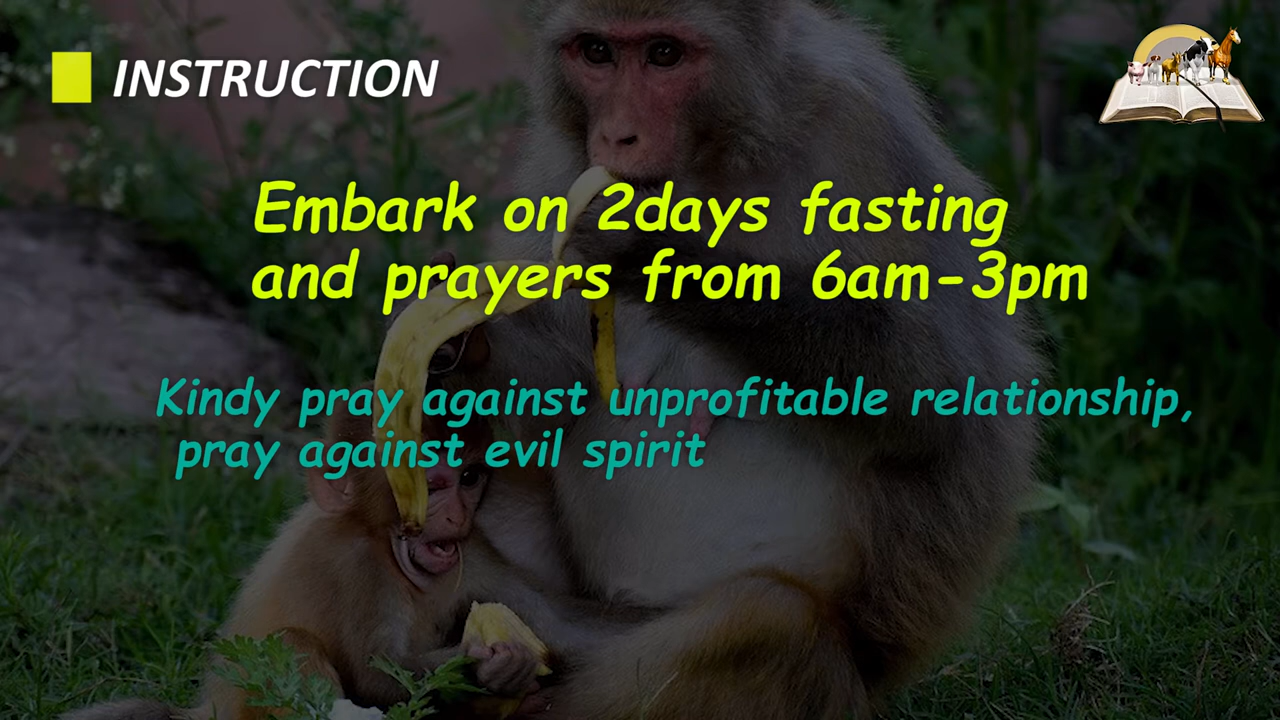 INSTRUCTION
Embark on 2days fasting
and prayers from 6am-3pm
Kindy pray against unprofitable relationship,
pray against evil spirit